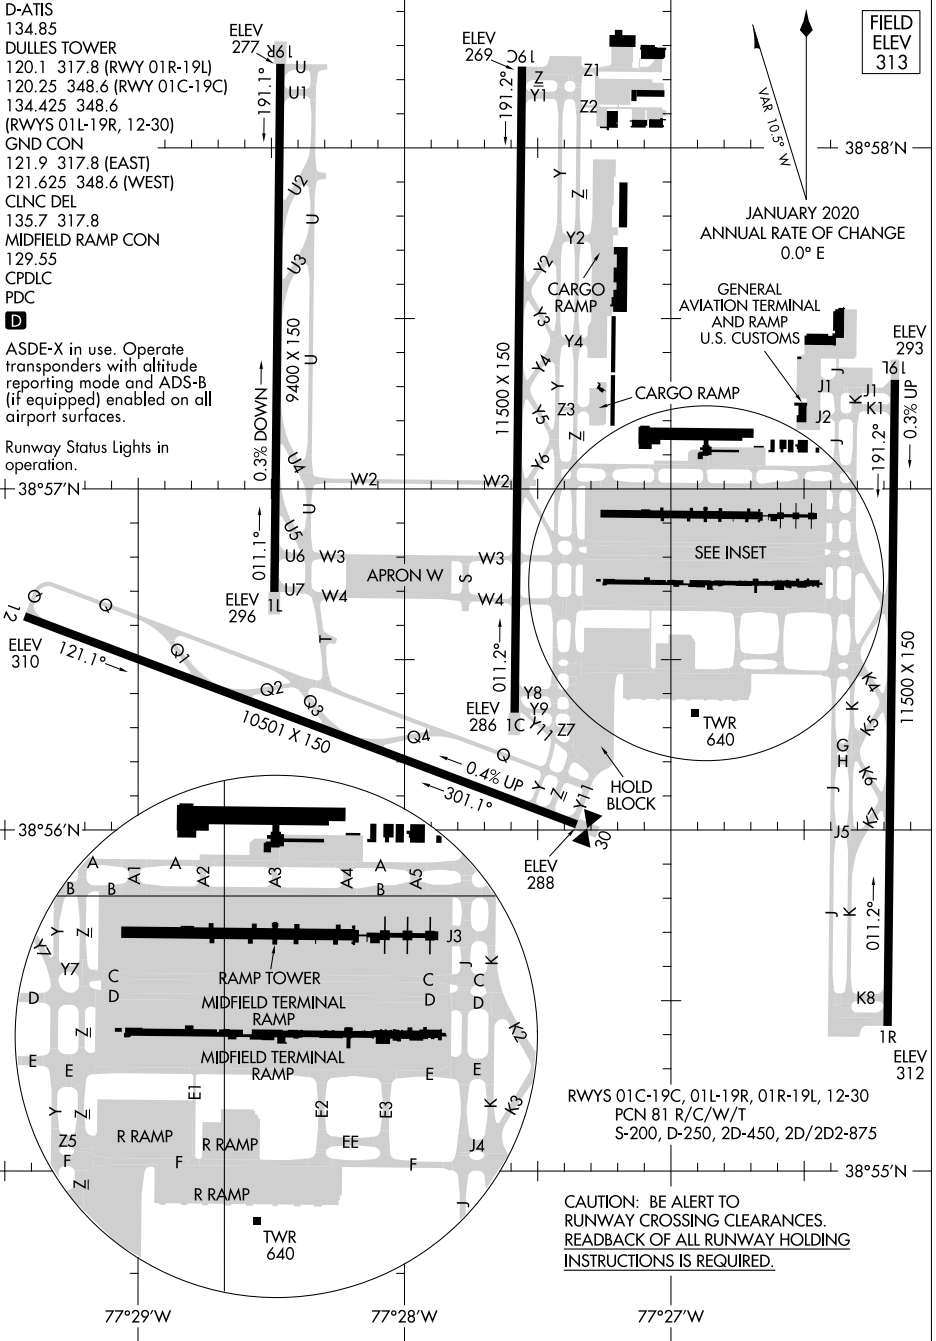 D-ATIS
134.85
DULLES TOWER
120.1 317.8 (RWY 01R-19L)
120.25 348.6 (RWY 01C-19C)
134.425 348.6
(RWYS 01L-19R, 12-30)
GND CON
121.9 317.8 (EAST)
121.625 348.6 (WEST)
CLNC DEL
135.7 317.8
MIDFIELD RAMP CON
129.55
CPDLC
PDC
D
ASDE-X in use. Operate
transponders with altitude
reporting mode and ADS-B
(if equipped) enabled on all
airport surfaces.
Runway Status Lights in
operation.
ELEV
277
19R
191.1°
U
U1
U2
U
U3
U
9400 X 150
0.3% DOWN
U4
U
U5
U6
U7
011.1°
ELEV
296
1L
W2
W2
W3
W3
W4
W4
APRON W
S
T
ELEV
269
19C
191.2°
Z
Y1
Z1
Z2
Y
Z
Y2
Y2
Y3
Y4
Y4
Y
Y5
Z3
Z
Y6
11500 X 150
CARGO
RAMP
CARGO RAMP
011.2°
ELEV
286
1C
Y8
Y9
Y11
Z7
Y
Z
Y11
HOLD
BLOCK
FIELD
ELEV
313
VAR 10.5° W
JANUARY 2020
ANNUAL RATE OF CHANGE
0.0° E
38°58'N
GENERAL
AVIATION TERMINAL
AND RAMP
U.S. CUSTOMS
ELEV
293
19L
J
J1
J1
K
K1
J2
J
191.2°
0.3% UP
SEE INSET
TWR
640
11500 X 150
K4
K
K5
G
H
K6
J
K7
J5
J
K
011.2°
K8
1R
ELEV
312
38°57'N
12
ELEV
310
121.1°
Q
Q
Q1
Q2
Q3
Q4
Q
10501 X 150
0.4% UP
301.1°
30
ELEV
288
38°56'N
A
A
A
B
B
B
A1
A2
A3
A4
A5
Y
Z
Y7
Y7
J3
J
K
RAMP TOWER
C
C
C
D
D
D
D
MIDFIELD TERMINAL
RAMP
Z
K2
MIDFIELD TERMINAL
RAMP
E
E
E
E
E1
E2
E3
K
K3
Y
Z
Z5
R RAMP
R RAMP
EE
J4
F
F
F
Z
R RAMP
J
TWR
640
RWYS 01C-19C, 01L-19R, 01R-19L, 12-30
PCN 81 R/C/W/T
S-200, D-250, 2D-450, 2D/2D2-875
38°55'N
CAUTION: BE ALERT TO
RUNWAY CROSSING CLEARANCES.
READBACK OF ALL RUNWAY HOLDING
INSTRUCTIONS IS REQUIRED.
77°29'W
77°28'W
77°27'W